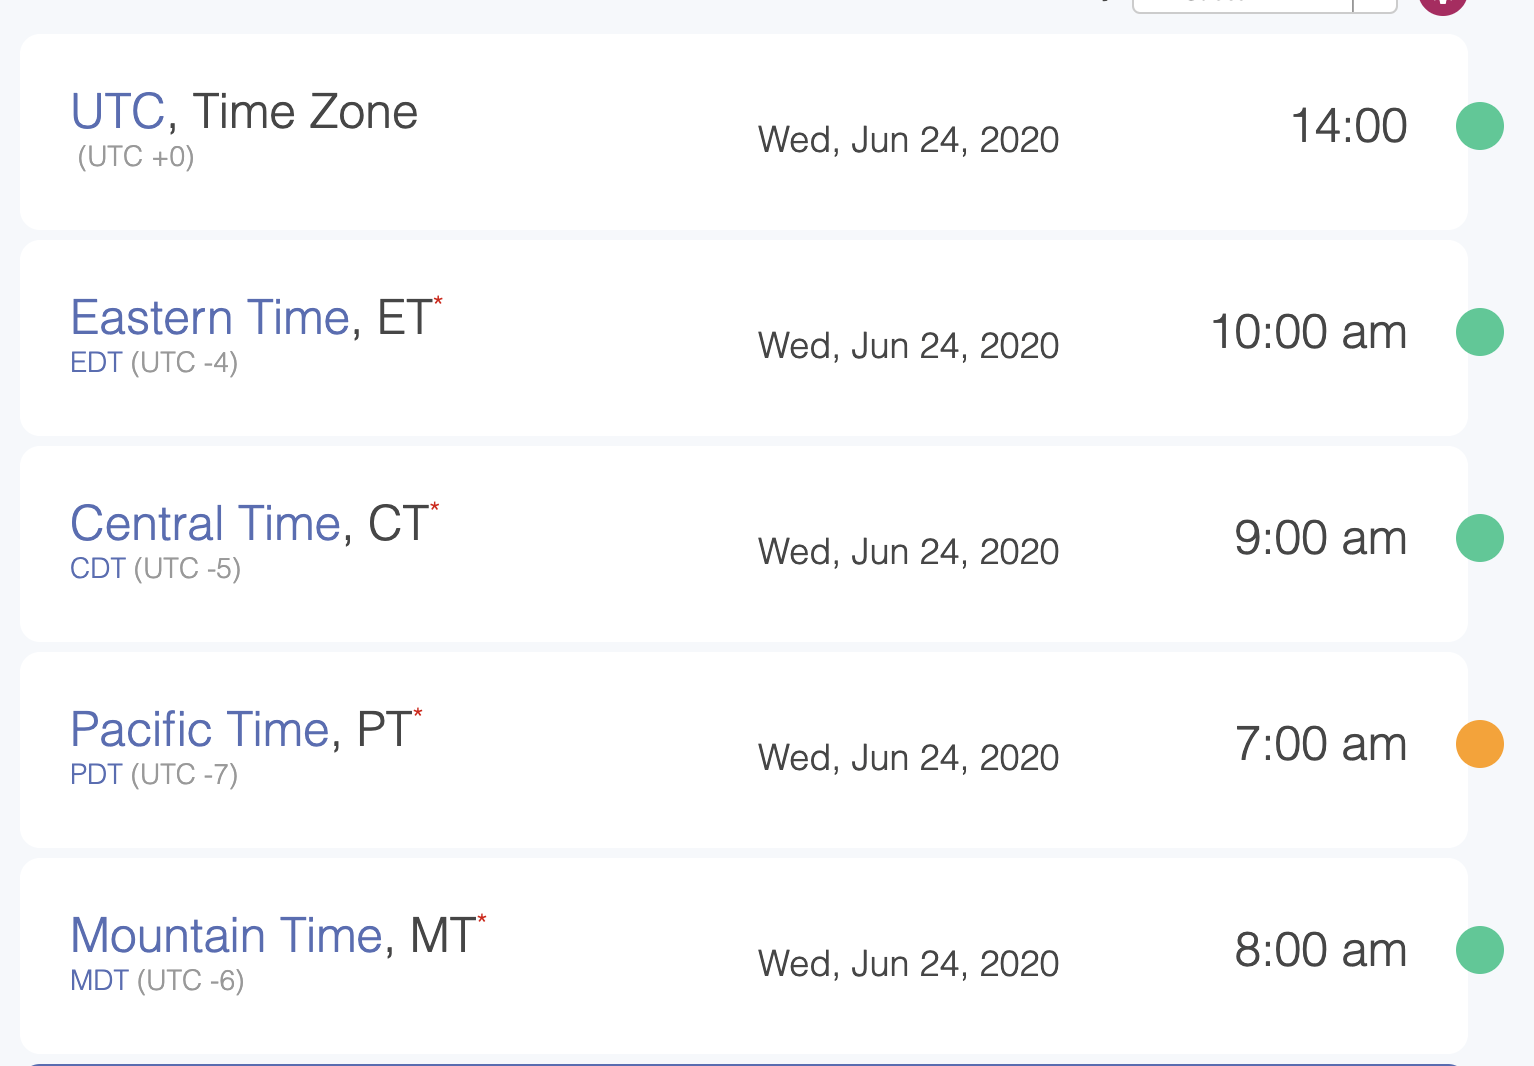 UTC, Time Zone
(UTC +0)
Wed, Jun 24, 2020
14:00
Eastern Time, ET*
EDT (UTC -4)
Wed, Jun 24, 2020
10:00 am
Central Time, CT*
CDT (UTC -5)
Wed, Jun 24, 2020
9:00 am
Pacific Time, PT*
PDT (UTC -7)
Wed, Jun 24, 2020
7:00 am
Mountain Time, MT*
MDT (UTC -6)
Wed, Jun 24, 2020
8:00 am